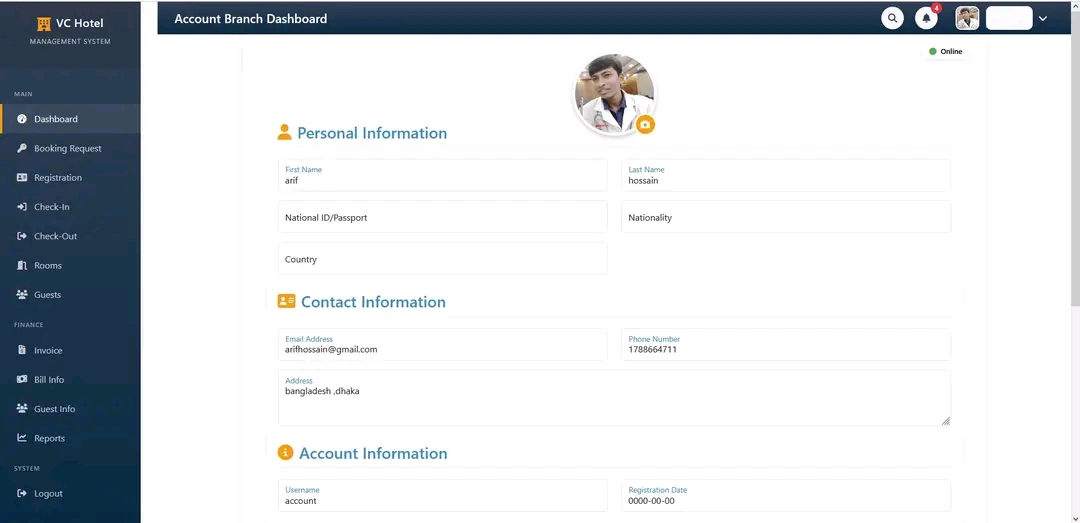 VC Hotel
MANAGEMENT SYSTEM
MAIN
Dashboard
Booking Request
Registration
Check-In
Check-Out
Rooms
Guests
FINANCE
Invoice
Bill Info
Guest Info
Reports
SYSTEM
Logout
Account Branch Dashboard
4
Online
Personal Information
First Name
arif
Last Name
hossain
National ID/Passport
Nationality
Country
Contact Information
Email Address
arifhossain@gmail.com
Phone Number
1788664711
Address
bangladesh ,dhaka
Account Information
Username
account
Registration Date
0000-00-00